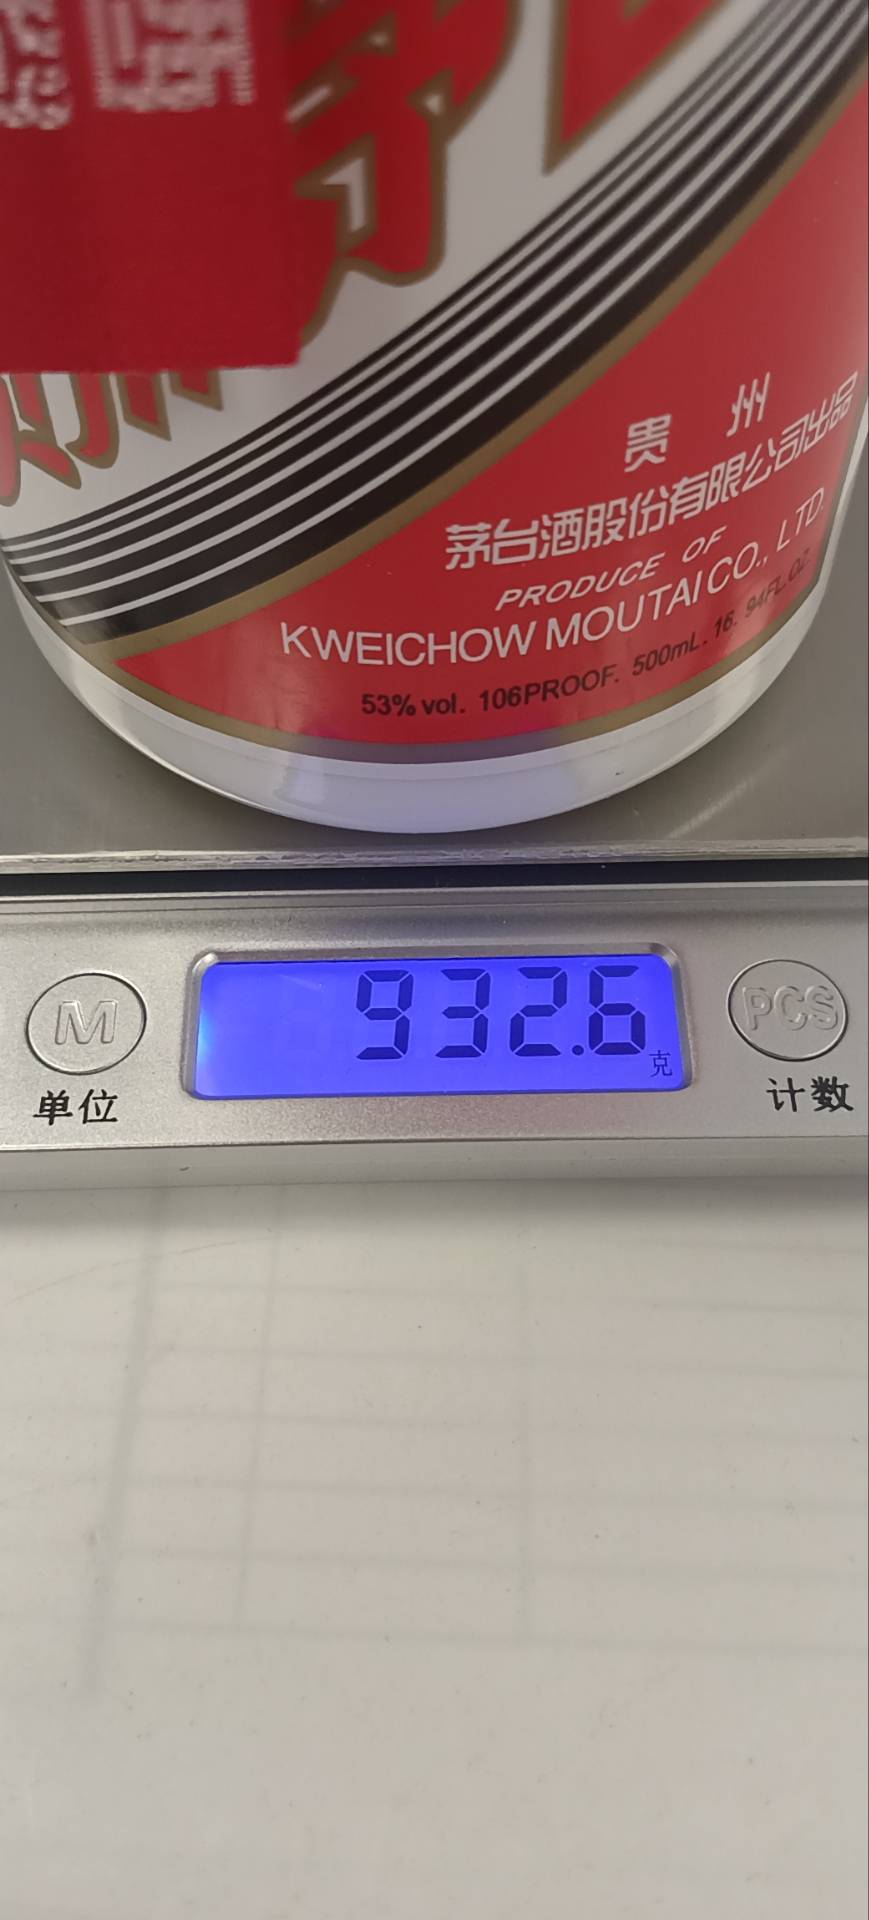 贵州
茅台酒股份有限公司出品
PRODUCE OF
KWEICHOW MOUTAI CO., LTD.
53% vol. 106PROOF. 500mL. 16. 94FL.OZ.
932.6
克
M
PCS
单位
计数